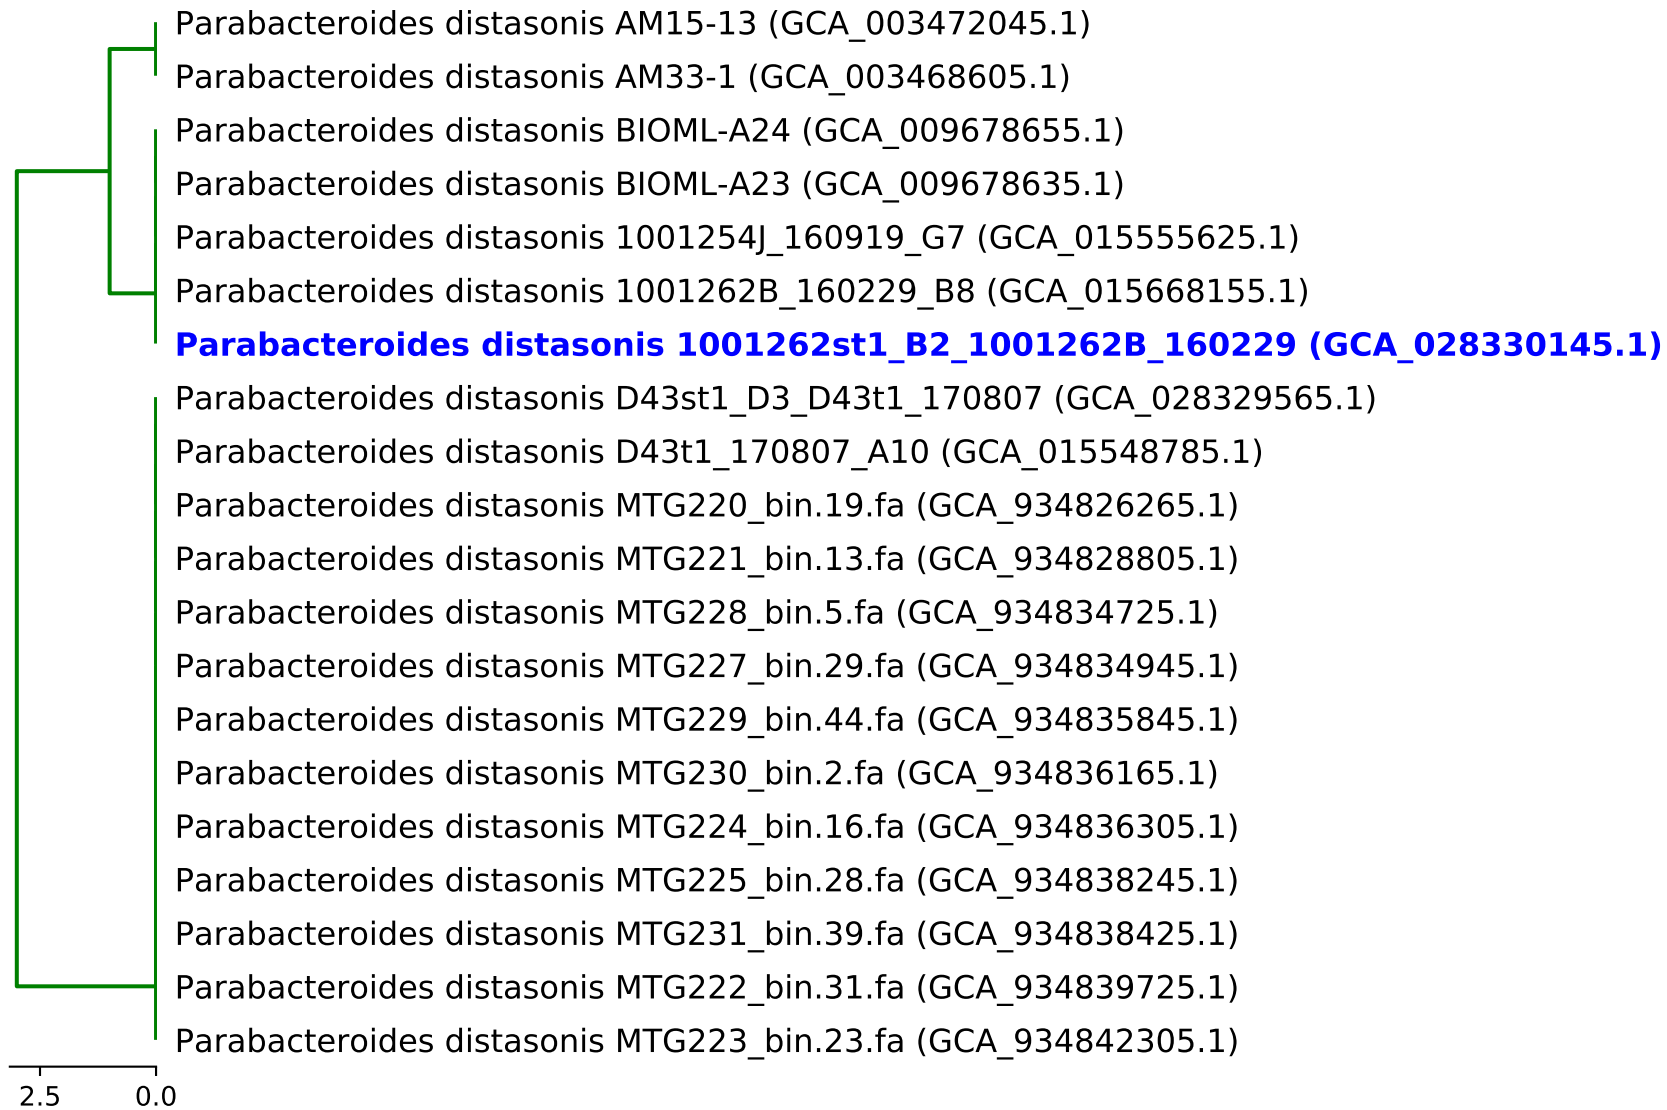 Parabacteroides distasonis AM15-13 (GCA_003472045.1)
Parabacteroides distasonis AM33-1 (GCA_003468605.1)
Parabacteroides distasonis BIOML-A24 (GCA_009678655.1)
Parabacteroides distasonis BIOML-A23 (GCA_009678635.1)
Parabacteroides distasonis 1001254J_160919_G7 (GCA_015555625.1)
Parabacteroides distasonis 1001262B_160229_B8 (GCA_015668155.1)
Parabacteroides distasonis 1001262st1_B2_1001262B_160229 (GCA_028330145.1)
Parabacteroides distasonis D43st1_D3_D43t1_170807 (GCA_028329565.1)
Parabacteroides distasonis D43t1_170807_A10 (GCA_015548785.1)
Parabacteroides distasonis MTG220_bin.19.fa (GCA_934826265.1)
Parabacteroides distasonis MTG221_bin.13.fa (GCA_934828805.1)
Parabacteroides distasonis MTG228_bin.5.fa (GCA_934834725.1)
Parabacteroides distasonis MTG227_bin.29.fa (GCA_934834945.1)
Parabacteroides distasonis MTG229_bin.44.fa (GCA_934835845.1)
Parabacteroides distasonis MTG230_bin.2.fa (GCA_934836165.1)
Parabacteroides distasonis MTG224_bin.16.fa (GCA_934836305.1)
Parabacteroides distasonis MTG225_bin.28.fa (GCA_934838245.1)
Parabacteroides distasonis MTG231_bin.39.fa (GCA_934838425.1)
Parabacteroides distasonis MTG222_bin.31.fa (GCA_934839725.1)
Parabacteroides distasonis MTG223_bin.23.fa (GCA_934842305.1)
2.5 0.0